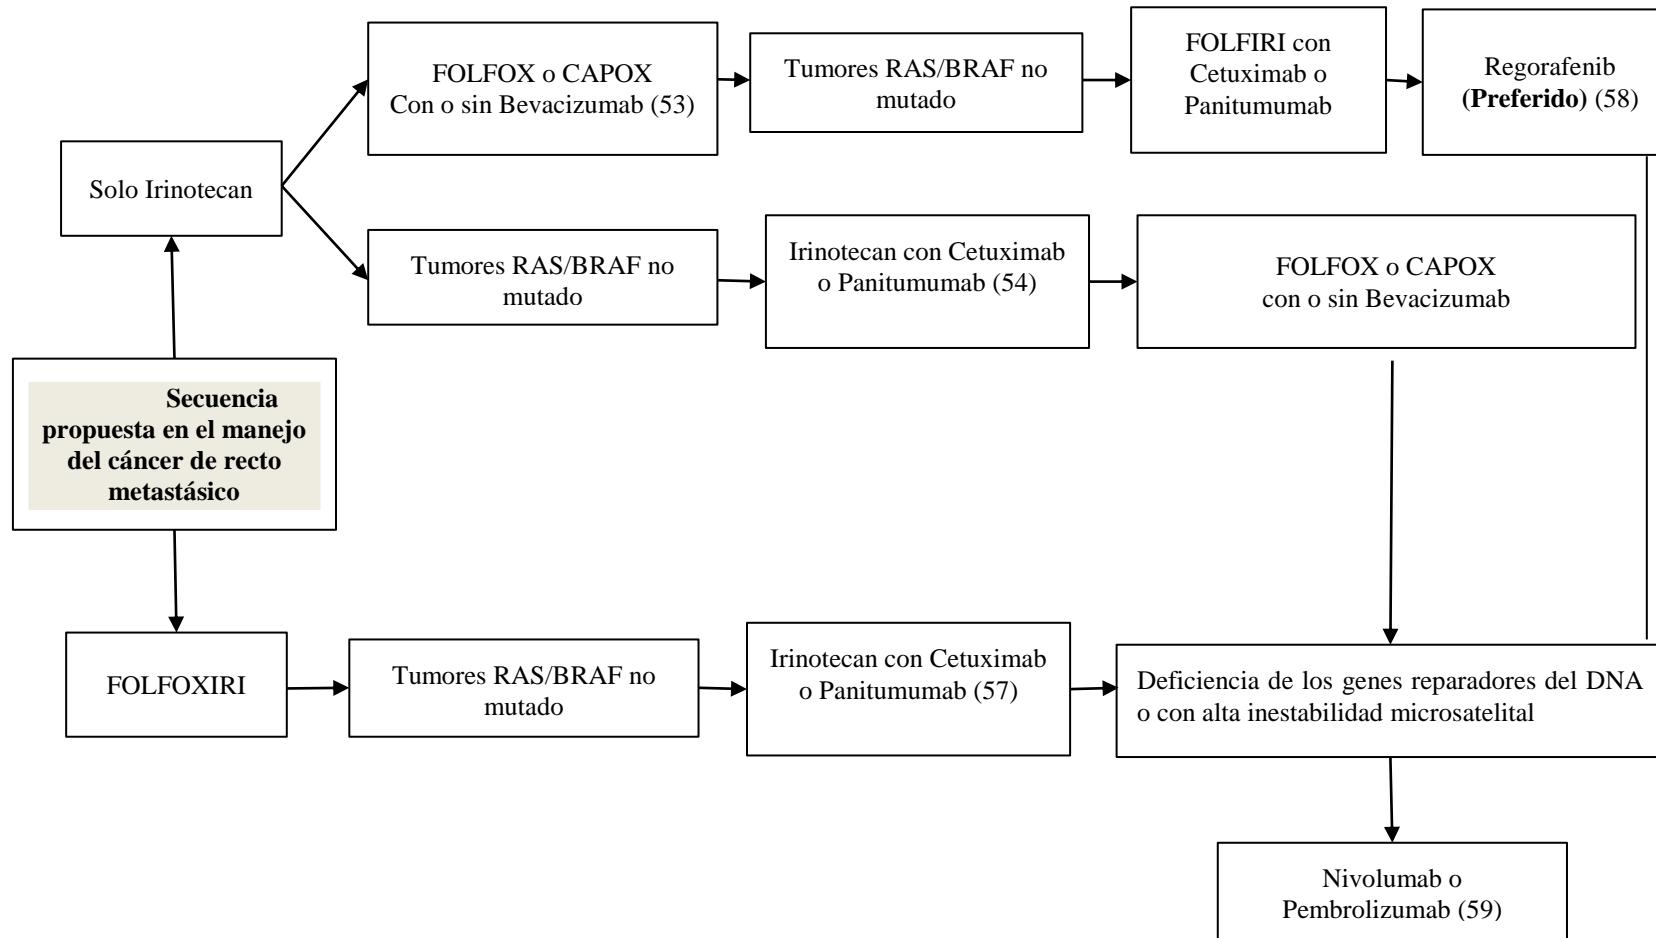 FOLFOX o CAPOX
Con o sin Bevacizumab (53)
Tumores RAS/BRAF no
mutado
FOLFIRI con
Cetuximab o
Panitumumab
Regorafenib
(Preferido) (58)
Solo Irinotecan
Tumores RAS/BRAF no
mutado
Irinotecan con Cetuximab
o Panitumumab (54)
FOLFOX o CAPOX
con o sin Bevacizumab
Secuencia
propuesta en el manejo
del cáncer de recto
metastásico
FOLFOXIRI
Tumores RAS/BRAF no
mutado
Irinotecan con Cetuximab
o Panitumumab (57)
Deficiencia de los genes reparadores del DNA
o con alta inestabilidad microsatelital
Nivolumab o
Pembrolizumab (59)